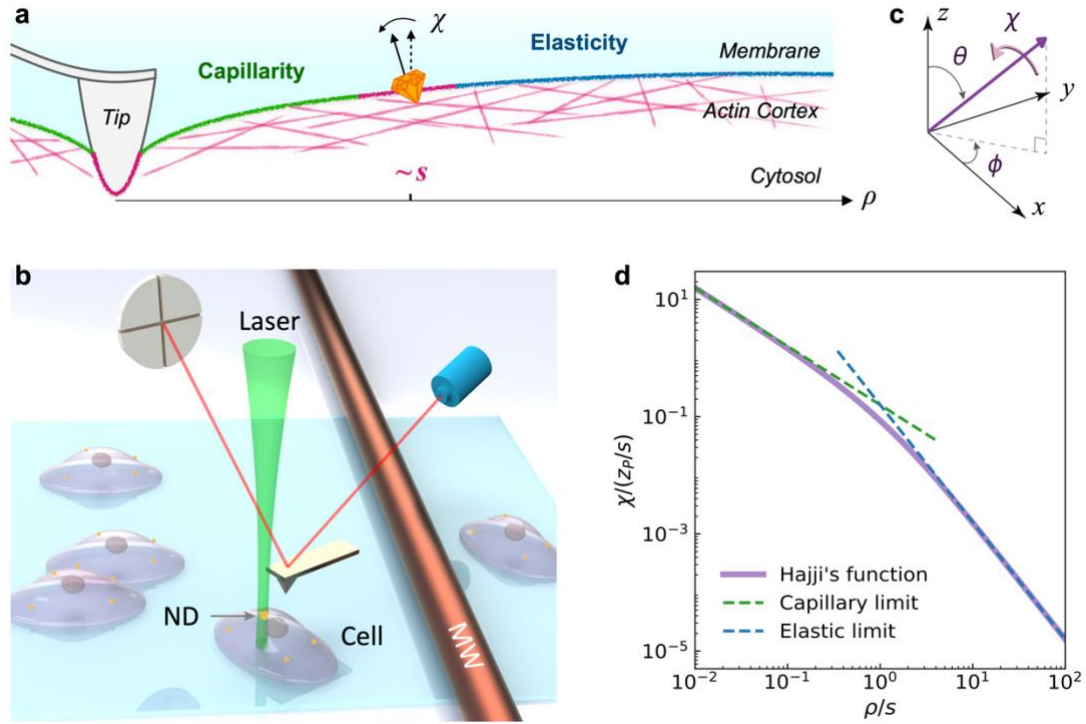 a
χ
Capillarity
Elasticity
Membrane
Tip
Actin Cortex
~s
Cytosol
ρ
c
z
χ
θ
y
ϕ
x
b
Laser
ND
Cell
MW
d
χ/(z_P/s)
10¹
10⁻¹
10⁻³
10⁻⁵
Hajji's function
Capillary limit
Elastic limit
10⁻² 10⁻¹ 10⁰ 10¹ 10²
ρ/s